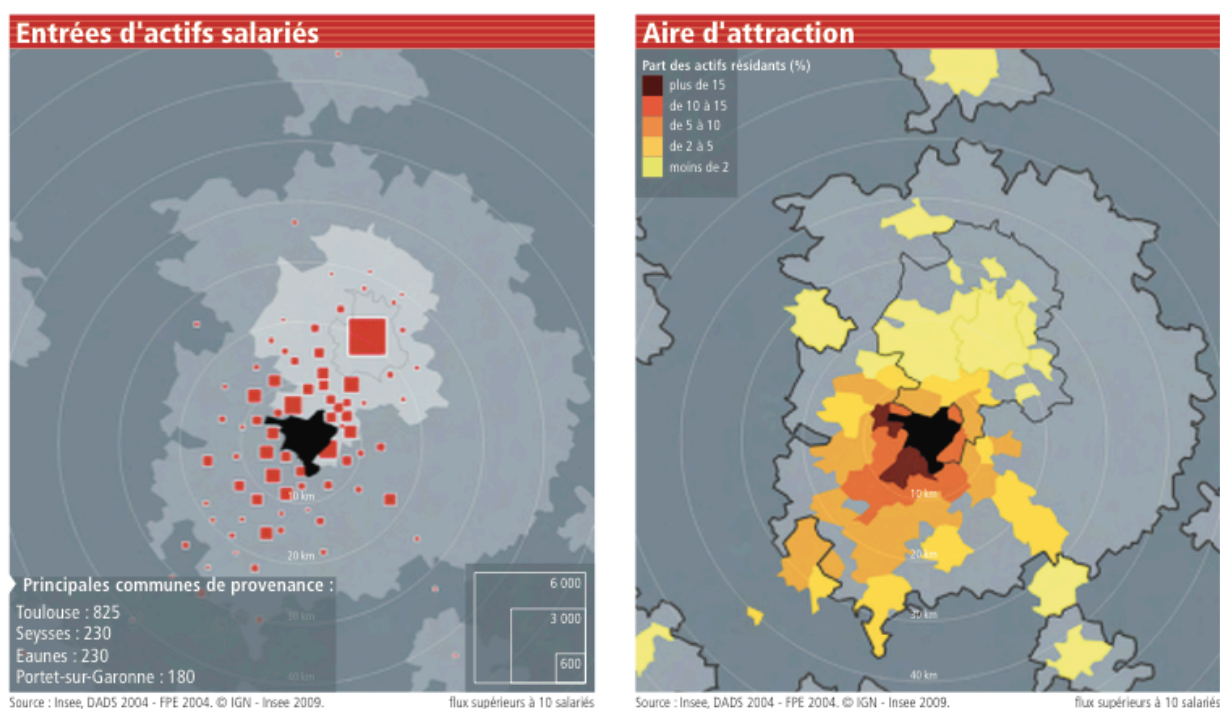 Entrées d'actifs salariés
10 km
20 km
30 km
40 km
Principales communes de provenance :
Toulouse : 825
Seysses : 230
Eaunes : 230
Portet-sur-Garonne : 180
6 000
3 000
600
Source : Insee, DADS 2004 - FPE 2004. © IGN - Insee 2009.
flux supérieurs à 10 salariés
Aire d'attraction
Part des actifs résidants (%)
plus de 15
de 10 à 15
de 5 à 10
de 2 à 5
moins de 2
10 km
20 km
30 km
40 km
Source : Insee, DADS 2004 - FPE 2004. © IGN - Insee 2009.
flux supérieurs à 10 salariés